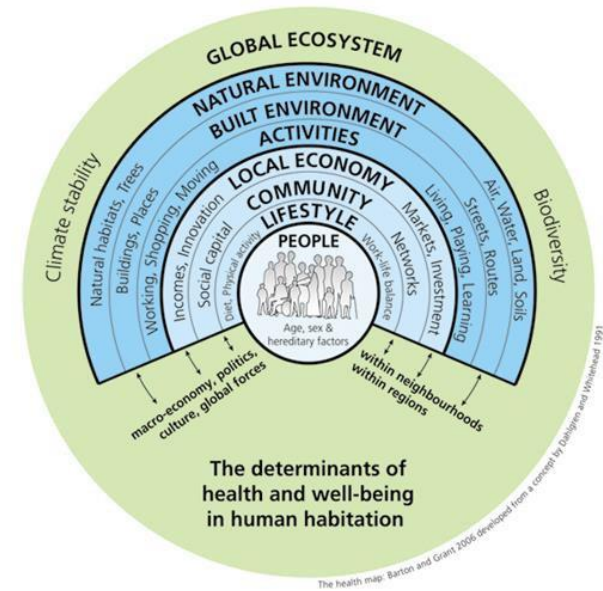 GLOBAL ECOSYSTEM
NATURAL ENVIRONMENT
BUILT ENVIRONMENT
ACTIVITIES
LOCAL ECONOMY
COMMUNITY
LIFESTYLE
PEOPLE
Age, sex &
hereditary factors
Climate stability
Natural habitats, Trees
Buildings, Places
Working, Shopping, Moving
Incomes, Innovation
Social capital
Diet, Physical activity
Work-life balance
Networks
Markets, Investment
Living, Playing, Learning
Streets, Routes
Air, Water, Land, Soils
Biodiversity
macro-economy, politics,
culture, global forces
within neighbourhoods
within regions
The determinants of
health and well-being
in human habitation
The health map: Barton and Grant 2006 developed from a concept by Dahlgren and Whitehead 1991